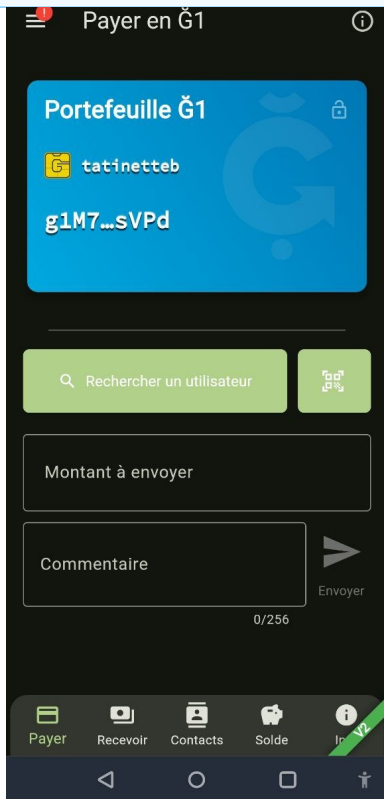 !
Payer en Ğ1
Portefeuille Ğ1
tatinetteb
g1M7…sVPd
Rechercher un utilisateur
Montant à envoyer
Commentaire
Envoyer
0/256
Payer
Recevoir
Contacts
Solde
V2